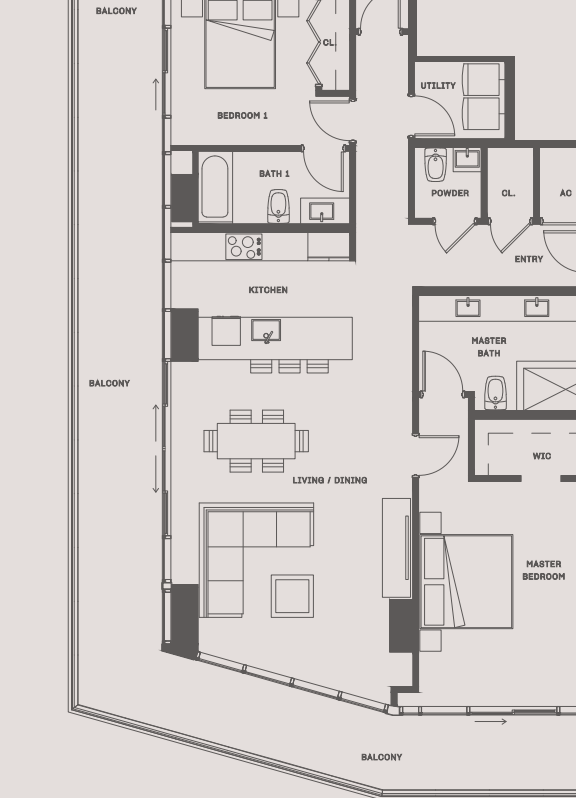 BALCONY
CL.
UTILITY
BEDROOM 1
BATH 1
POWDER
CL.
AC
ENTRY
KITCHEN
MASTER
BATH
BALCONY
WIC
LIVING / DINING
MASTER
BEDROOM
BALCONY